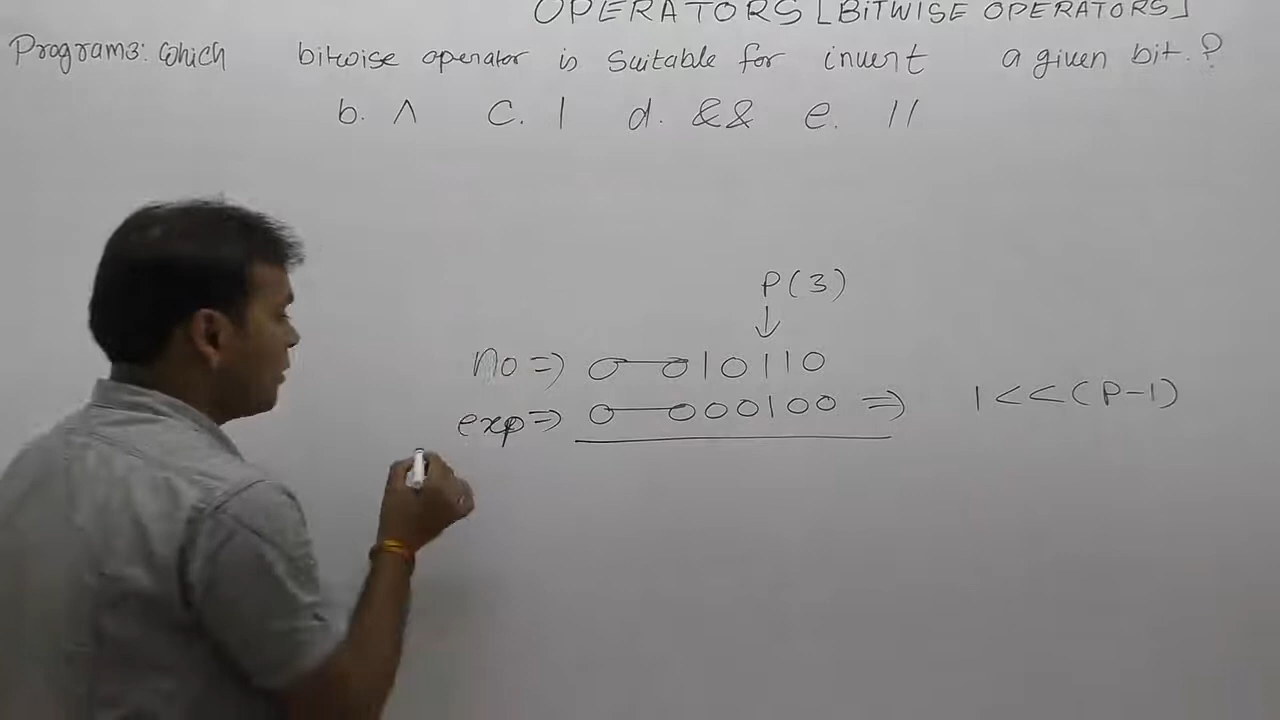 OPERATORS [BITWISE OPERATORS]
Program3: Which bitwise operator is suitable for invert a given bit.?
b. ^ c. | d. && e. ||
P(3)
↓
no => 0—010110
exp => 0—000100 => 1<<(P-1)